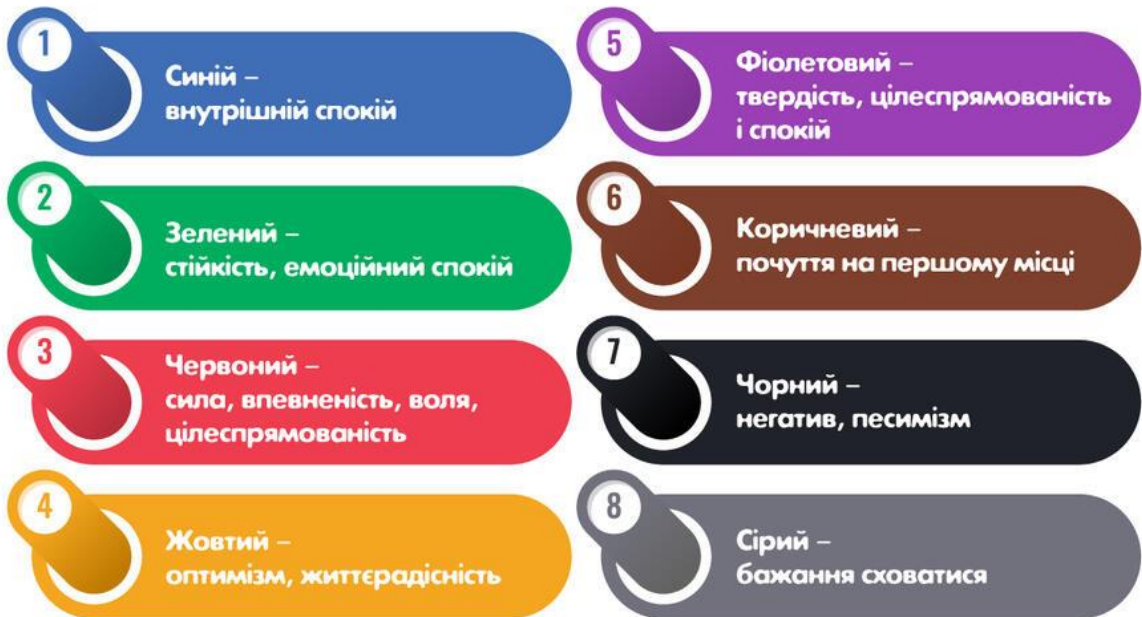 1
Синій –
внутрішній спокій
2
Зелений –
стійкість, емоційний спокій
3
Червоний –
сила, впевненість, воля,
цілеспрямованість
4
Жовтий –
оптимізм, життєрадісність
5
Фіолетовий –
твердість, цілеспрямованість
і спокій
6
Коричневий –
почуття на першому місці
7
Чорний –
негатив, песимізм
8
Сірий –
бажання сховатися